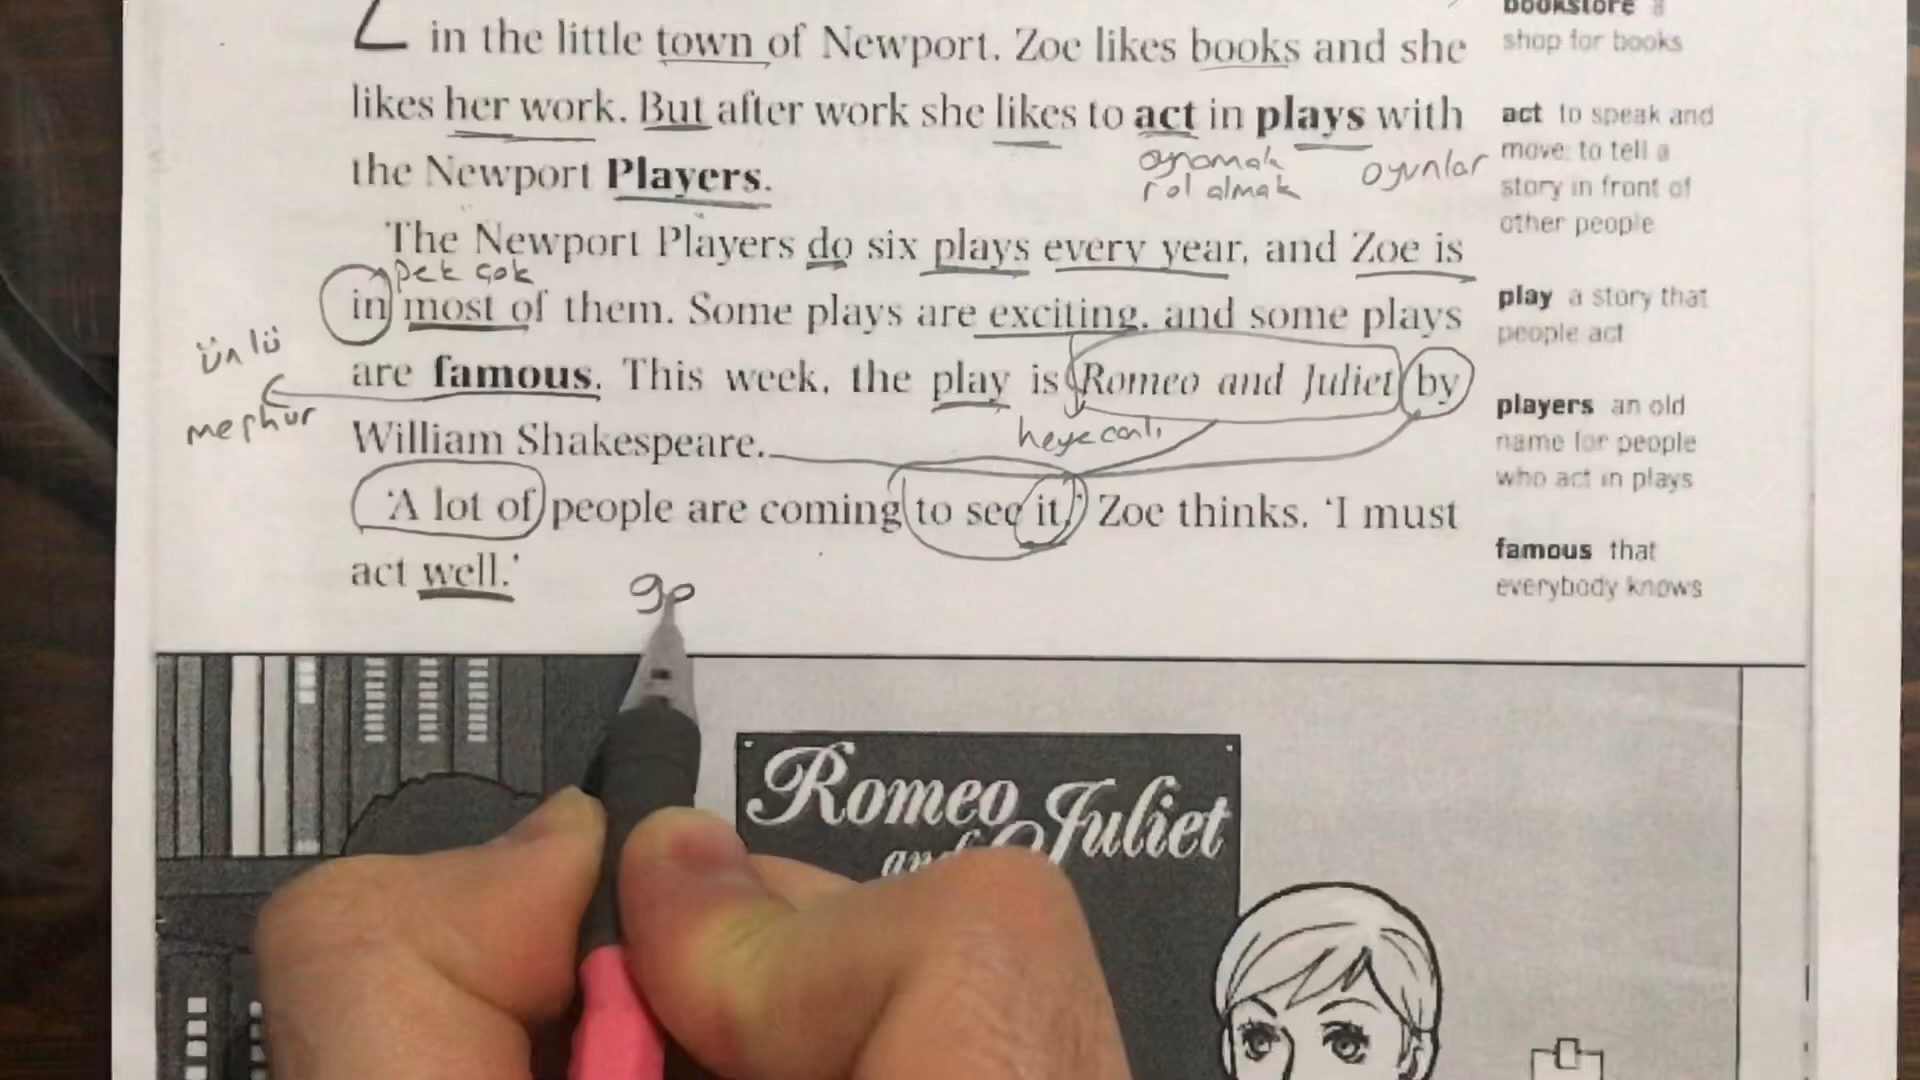 in the little town of Newport. Zoe likes books and she
likes her work. But after work she likes to act in plays with
oynamak
rol almak
oyunlar
the Newport Players.
The Newport Players do six plays every year, and Zoe is
pek çok
in most of them. Some plays are exciting, and some plays
ünlü
are famous. This week, the play is Romeo and Juliet by
meşhur
William Shakespeare.
heyecanlı
'A lot of people are coming to see it,' Zoe thinks. 'I must
act well.'
go
bookstore a
shop for books
act to speak and
move; to tell a
story in front of
other people
play a story that
people act
players an old
name for people
who act in plays
famous that
everybody knows
Romeo
and Juliet